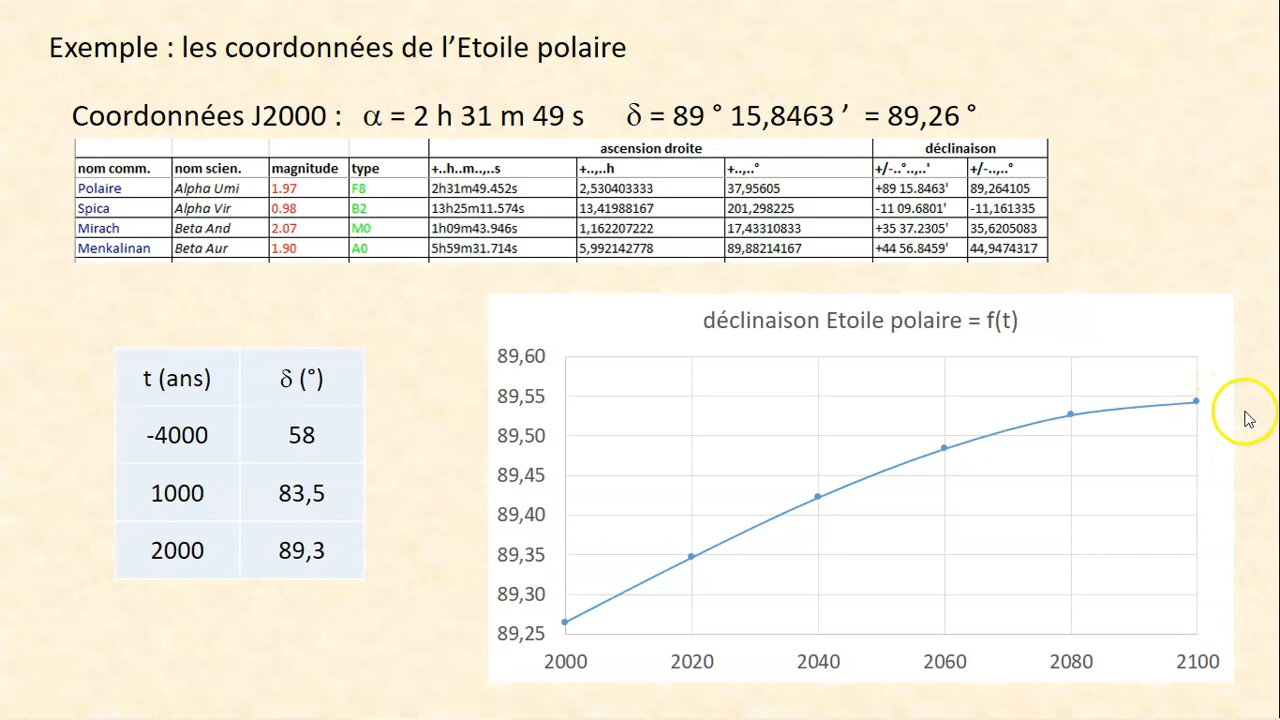 Exemple : les coordonnées de l’Etoile polaire
Coordonnées J2000 : α = 2 h 31 m 49 s δ = 89 ° 15,8463 ’ = 89,26 °
ascension droite déclinaison
nom comm. nom scien. magnitude type +..h..m..,..s +..,..h +..,..° +/-..°..,..' +/-..,..°
Polaire Alpha Umi 1.97 F8 2h31m49.452s 2,530403333 37,95605 +89 15.8463' 89,264105
Spica Alpha Vir 0.98 B2 13h25m11.574s 13,41988167 201,298225 -11 09.6801' -11,161335
Mirach Beta And 2.07 M0 1h09m43.946s 1,162207222 17,43310833 +35 37.2305' 35,6205083
Menkalinan Beta Aur 1.90 A0 5h59m31.714s 5,992142778 89,88214167 +44 56.8459' 44,9474317
t (ans) δ (°)
-4000 58
1000 83,5
2000 89,3
déclinaison Etoile polaire = f(t)
89,60
89,55
89,50
89,45
89,40
89,35
89,30
89,25
2000 2020 2040 2060 2080 2100